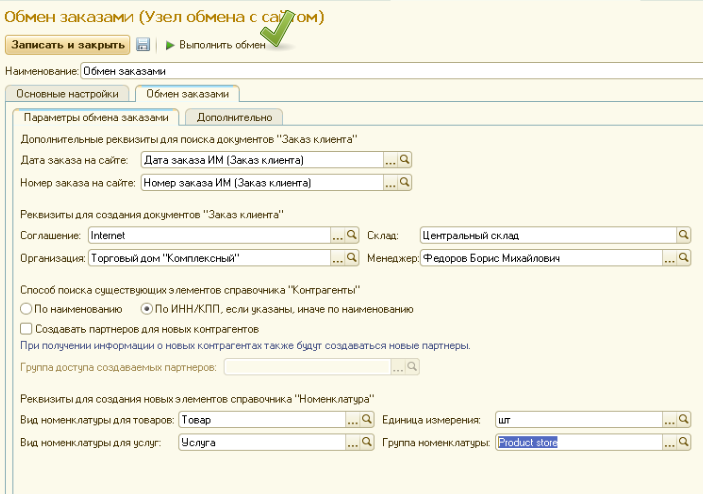 Обмен заказами (Узел обмена с сайтом)
Записать и закрыть Выполнить обмен
Наименование: Обмен заказами
Основные настройки Обмен заказами
Параметры обмена заказами Дополнительно
Дополнительные реквизиты для поиска документов "Заказ клиента"
Дата заказа на сайте: Дата заказа ИМ (Заказ клиента) ...
Номер заказа на сайте: Номер заказа ИМ (Заказ клиента) ...
Реквизиты для создания документов "Заказ клиента"
Соглашение: Internet ... Склад: Центральный склад
Организация: Торговый дом "Комплексный" ... Менеджер: Федоров Борис Михайлович ...
Способ поиска существующих элементов справочника "Контрагенты"
По наименованию По ИНН/КПП, если указаны, иначе по наименованию
Создавать партнеров для новых контрагентов
При получении информации о новых контрагентах также будут создаваться новые партнеры.
Группа доступа создаваемых партнеров: ...
Реквизиты для создания новых элементов справочника "Номенклатура"
Вид номенклатуры для товаров: Товар ... Единица измерения: шт ...
Вид номенклатуры для услуг: Услуга ... Группа номенклатуры: Product store ...